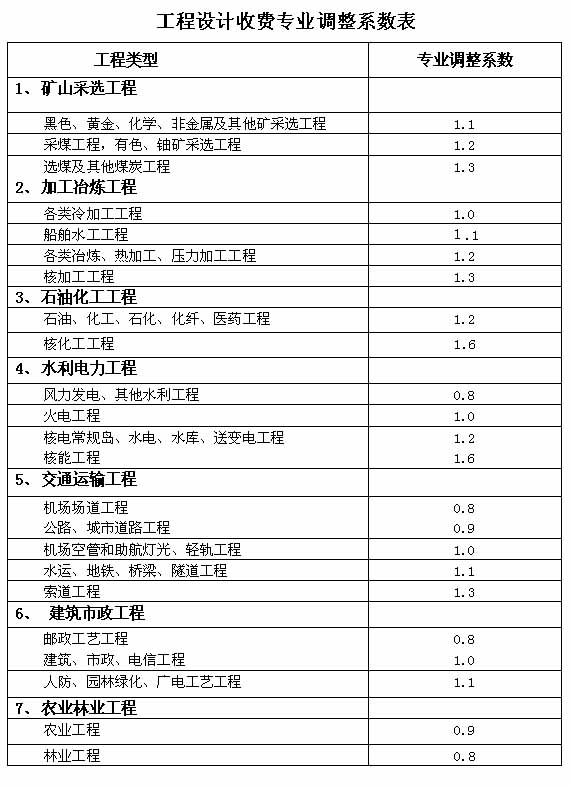 工程设计收费专业调整系数表
工程类型 专业调整系数
1、矿山采选工程
黑色、黄金、化学、非金属及其他矿采选工程 1.1
采煤工程，有色、铀矿采选工程 1.2
选煤及其他煤炭工程 1.3
2、加工冶炼工程
各类冷加工工程 1.0
船舶水工工程 1.1
各类冶炼、热加工、压力加工工程 1.2
核加工工程 1.3
3、石油化工工程
石油、化工、石化、化纤、医药工程 1.2
核化工工程 1.6
4、水利电力工程
风力发电、其他水利工程 0.8
火电工程 1.0
核电常规岛、水电、水库、送变电工程 1.2
核能工程 1.6
5、交通运输工程
机场场道工程 0.8
公路、城市道路工程 0.9
机场空管和助航灯光、轻轨工程 1.0
水运、地铁、桥梁、隧道工程 1.1
索道工程 1.3
6、 建筑市政工程
邮政工艺工程 0.8
建筑、市政、电信工程 1.0
人防、园林绿化、广电工艺工程 1.1
7、农业林业工程
农业工程 0.9
林业工程 0.8